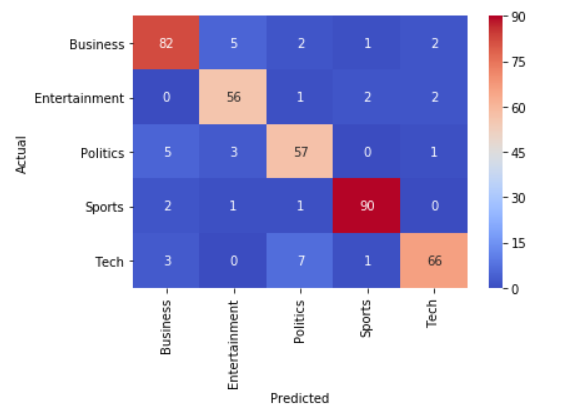 Business 82 5 2 1 2
Entertainment 0 56 1 2 2
Politics 5 3 57 0 1
Sports 2 1 1 90 0
Tech 3 0 7 1 66
Actual
Business Entertainment Politics Sports Tech
Predicted
90
75
60
45
30
15
0